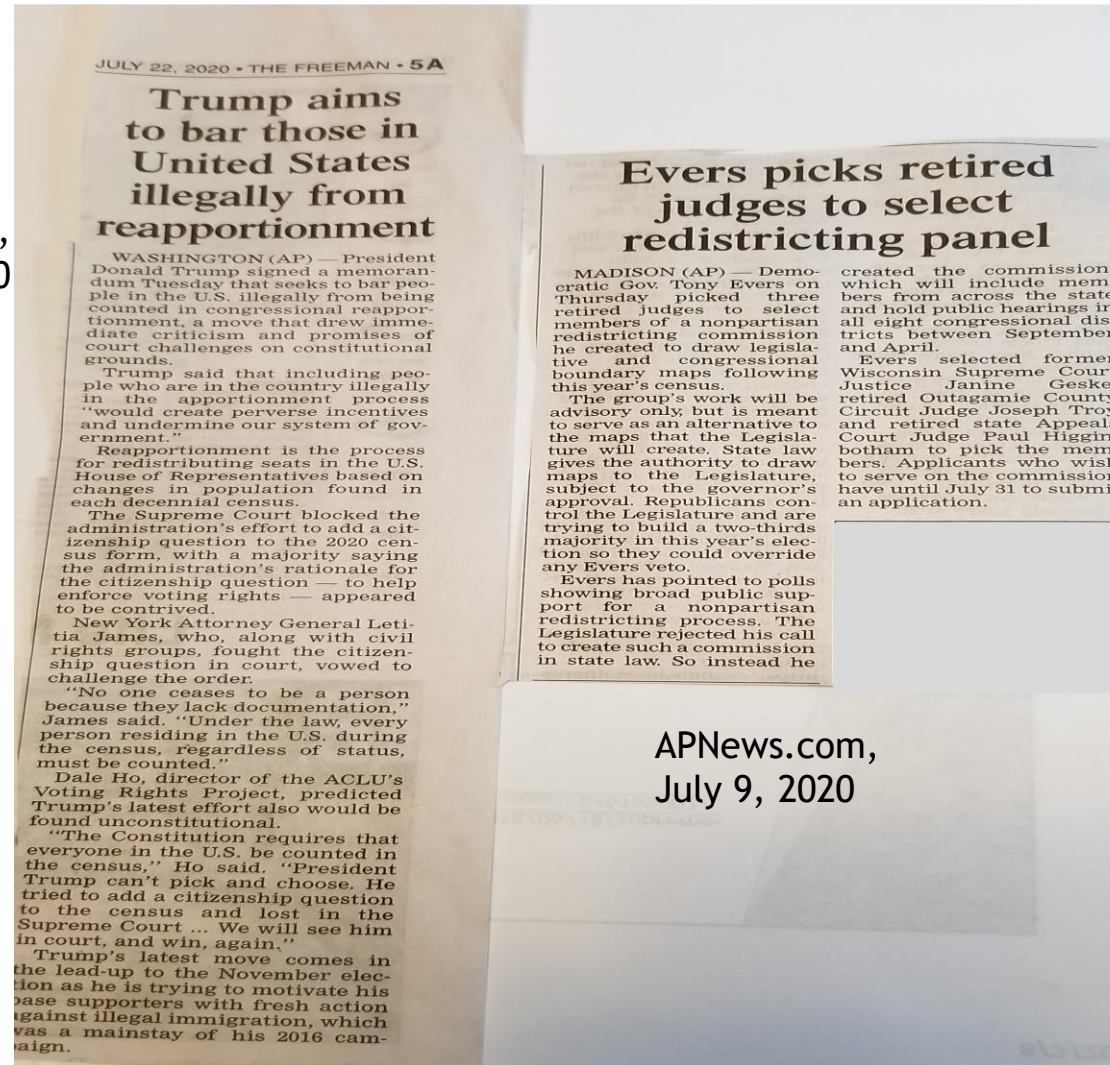 ,
0
JULY 22, 2020 • THE FREEMAN • 5A
Trump aims
to bar those in
United States
illegally from
reapportionment
WASHINGTON (AP) — President
Donald Trump signed a memoran-
dum Tuesday that seeks to bar peo-
ple in the U.S. illegally from being
counted in congressional reappor-
tionment, a move that drew imme-
diate criticism and promises of
court challenges on constitutional
grounds.
Trump said that including peo-
ple who are in the country illegally
in the apportionment process
“would create perverse incentives
and undermine our system of gov-
ernment.”
Reapportionment is the process
for redistributing seats in the U.S.
House of Representatives based on
changes in population found in
each decennial census.
The Supreme Court blocked the
administration's effort to add a cit-
izenship question to the 2020 cen-
sus form, with a majority saying
the administration's rationale for
the citizenship question — to help
enforce voting rights — appeared
to be contrived.
New York Attorney General Leti-
tia James, who, along with civil
rights groups, fought the citizen-
ship question in court, vowed to
challenge the order.
“No one ceases to be a person
because they lack documentation,”
James said. “Under the law, every
person residing in the U.S. during
the census, regardless of status,
must be counted.”
Dale Ho, director of the ACLU's
Voting Rights Project, predicted
Trump's latest effort also would be
found unconstitutional.
“The Constitution requires that
everyone in the U.S. be counted in
the census,” Ho said. “President
Trump can't pick and choose. He
tried to add a citizenship question
to the census and lost in the
Supreme Court ... We will see him
in court, and win, again.”
Trump's latest move comes in
the lead-up to the November elec-
tion as he is trying to motivate his
base supporters with fresh action
against illegal immigration, which
was a mainstay of his 2016 cam-
paign.
Evers picks retired
judges to select
redistricting panel
MADISON (AP) — Demo-
cratic Gov. Tony Evers on
Thursday picked three
retired judges to select
members of a nonpartisan
redistricting commission
he created to draw legisla-
tive and congressional
boundary maps following
this year's census.
The group's work will be
advisory only, but is meant
to serve as an alternative to
the maps that the Legisla-
ture will create. State law
gives the authority to draw
maps to the Legislature,
subject to the governor's
approval. Republicans con-
trol the Legislature and are
trying to build a two-thirds
majority in this year's elec-
tion so they could override
any Evers veto.
Evers has pointed to polls
showing broad public sup-
port for a nonpartisan
redistricting process. The
Legislature rejected his call
to create such a commission
in state law. So instead he
created the commission
which will include mem
bers from across the state
and hold public hearings in
all eight congressional dis
tricts between September
and April.
Evers selected former
Wisconsin Supreme Cour
Justice Janine Geske
retired Outagamie County
Circuit Judge Joseph Troy
and retired state Appeal
Court Judge Paul Higgin
botham to pick the mem
bers. Applicants who wish
to serve on the commission
have until July 31 to submi
an application.
APNews.com,
July 9, 2020